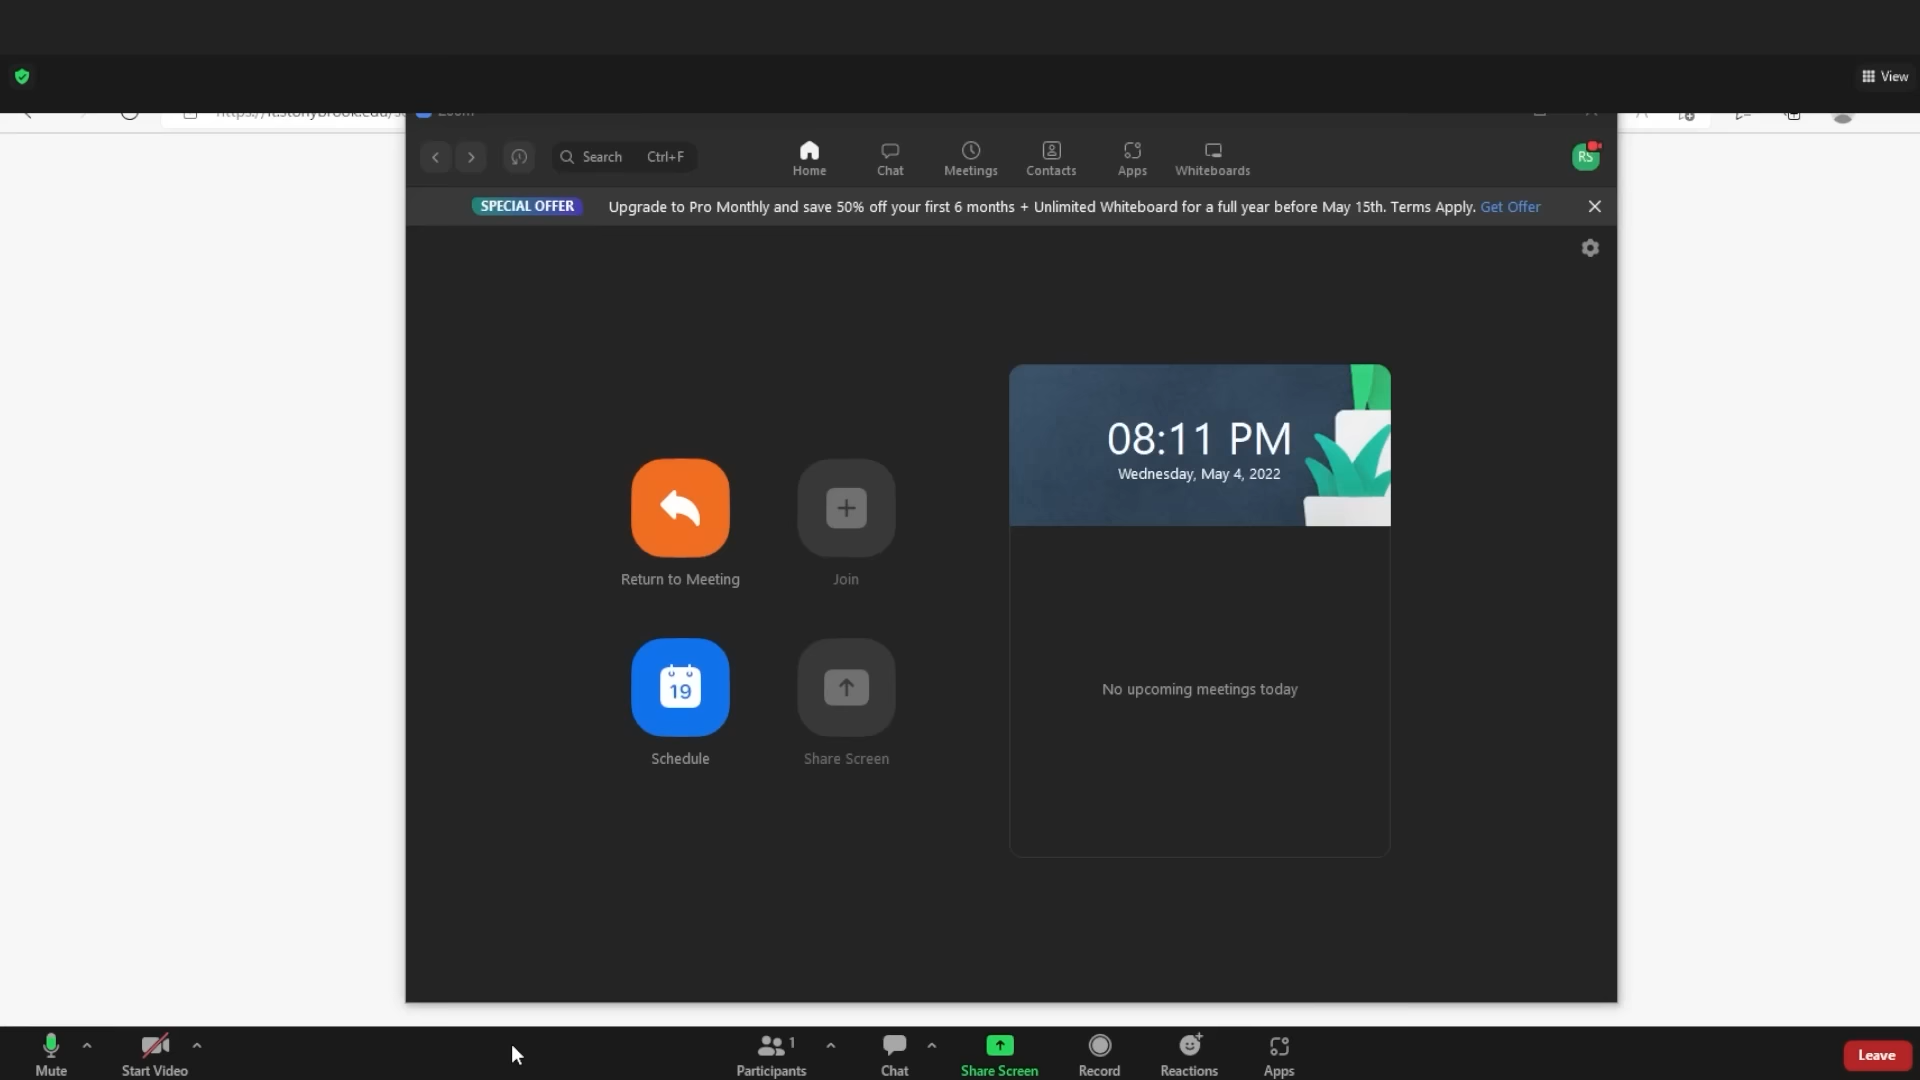 View
Zoom
Search Ctrl+F
Home
Chat
Meetings
Contacts
Apps
Whiteboards
RS
SPECIAL OFFER Upgrade to Pro Monthly and save 50% off your first 6 months + Unlimited Whiteboard for a full year before May 15th. Terms Apply. Get Offer
08:11 PM
Wednesday, May 4, 2022
Return to Meeting
Join
19
Schedule
Share Screen
No upcoming meetings today
Mute
Start Video
1
Participants
Chat
Share Screen
Record
Reactions
Apps
Leave